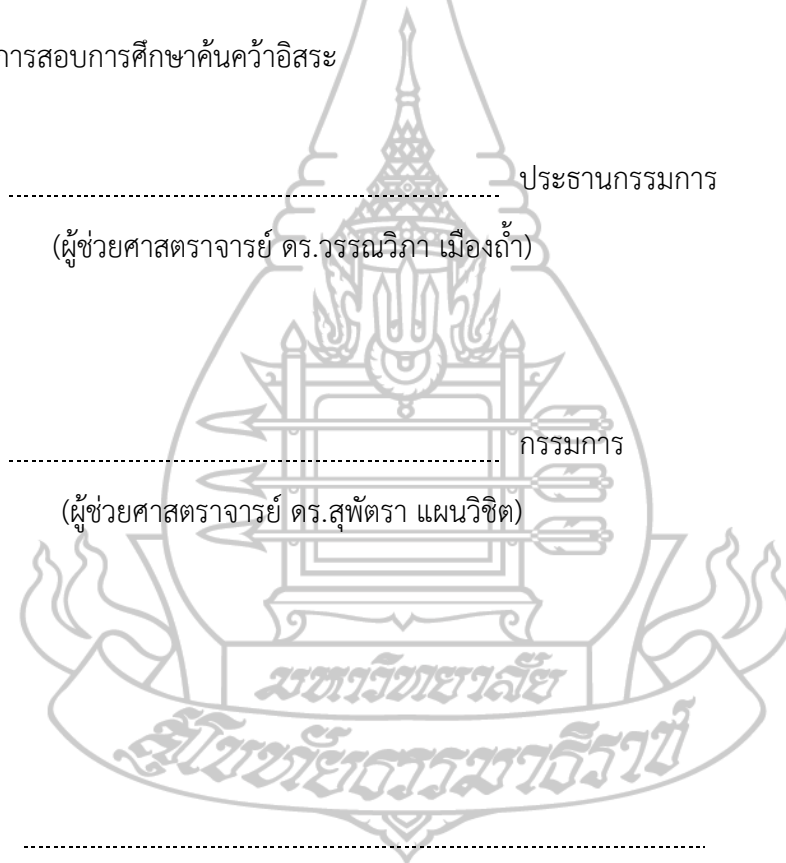 การสอบการศึกษาค้นคว้าอิสระ
ประธานกรรมการ
(ผู้ช่วยศาสตราจารย์ ดร.วรรณวิภา เมืองถ้ำ)
กรรมการ
(ผู้ช่วยศาสตราจารย์ ดร.สุพัตรา แผนวิชิต)
มหาวิทยาลัย
สุโขทัยธรรมาธิราช